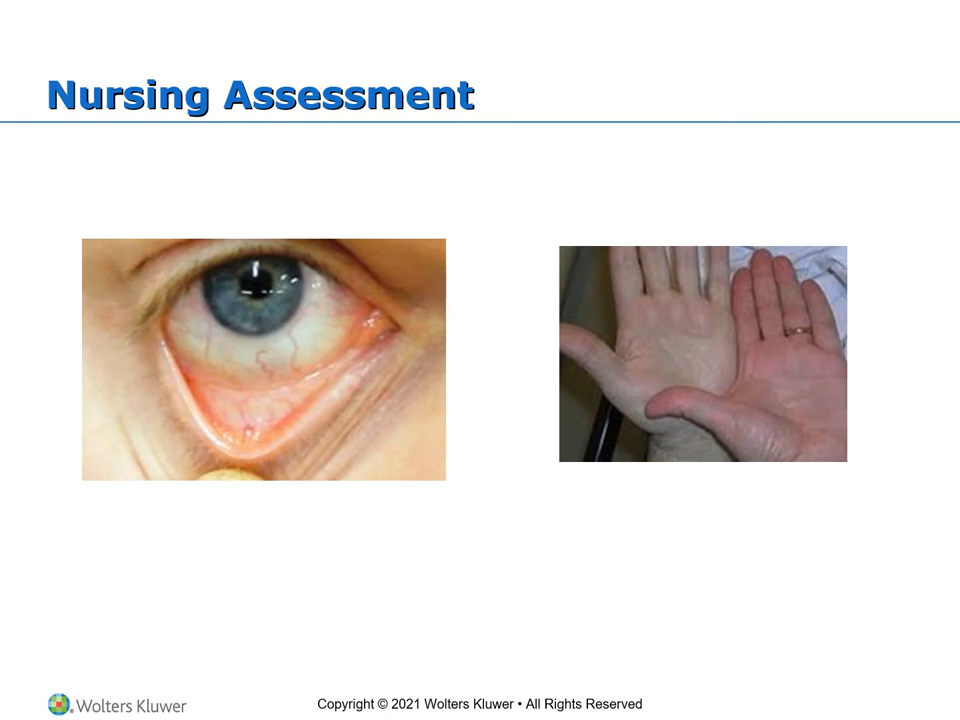 Nursing Assessment
Wolters Kluwer
Copyright © 2021 Wolters Kluwer • All Rights Reserved